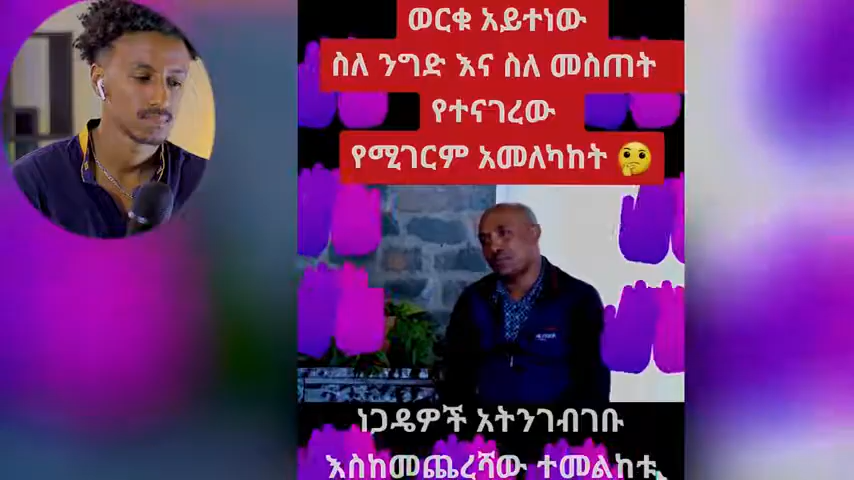 ወርቁ አይተነው
ስለ ንግድ እና ስለ መስጠት
የተናገረው
የሚገርም አመለካከት 🤔
ነጋዴዎች አትንገብገቡ
እስከመጨረሻው ተመልከቱ